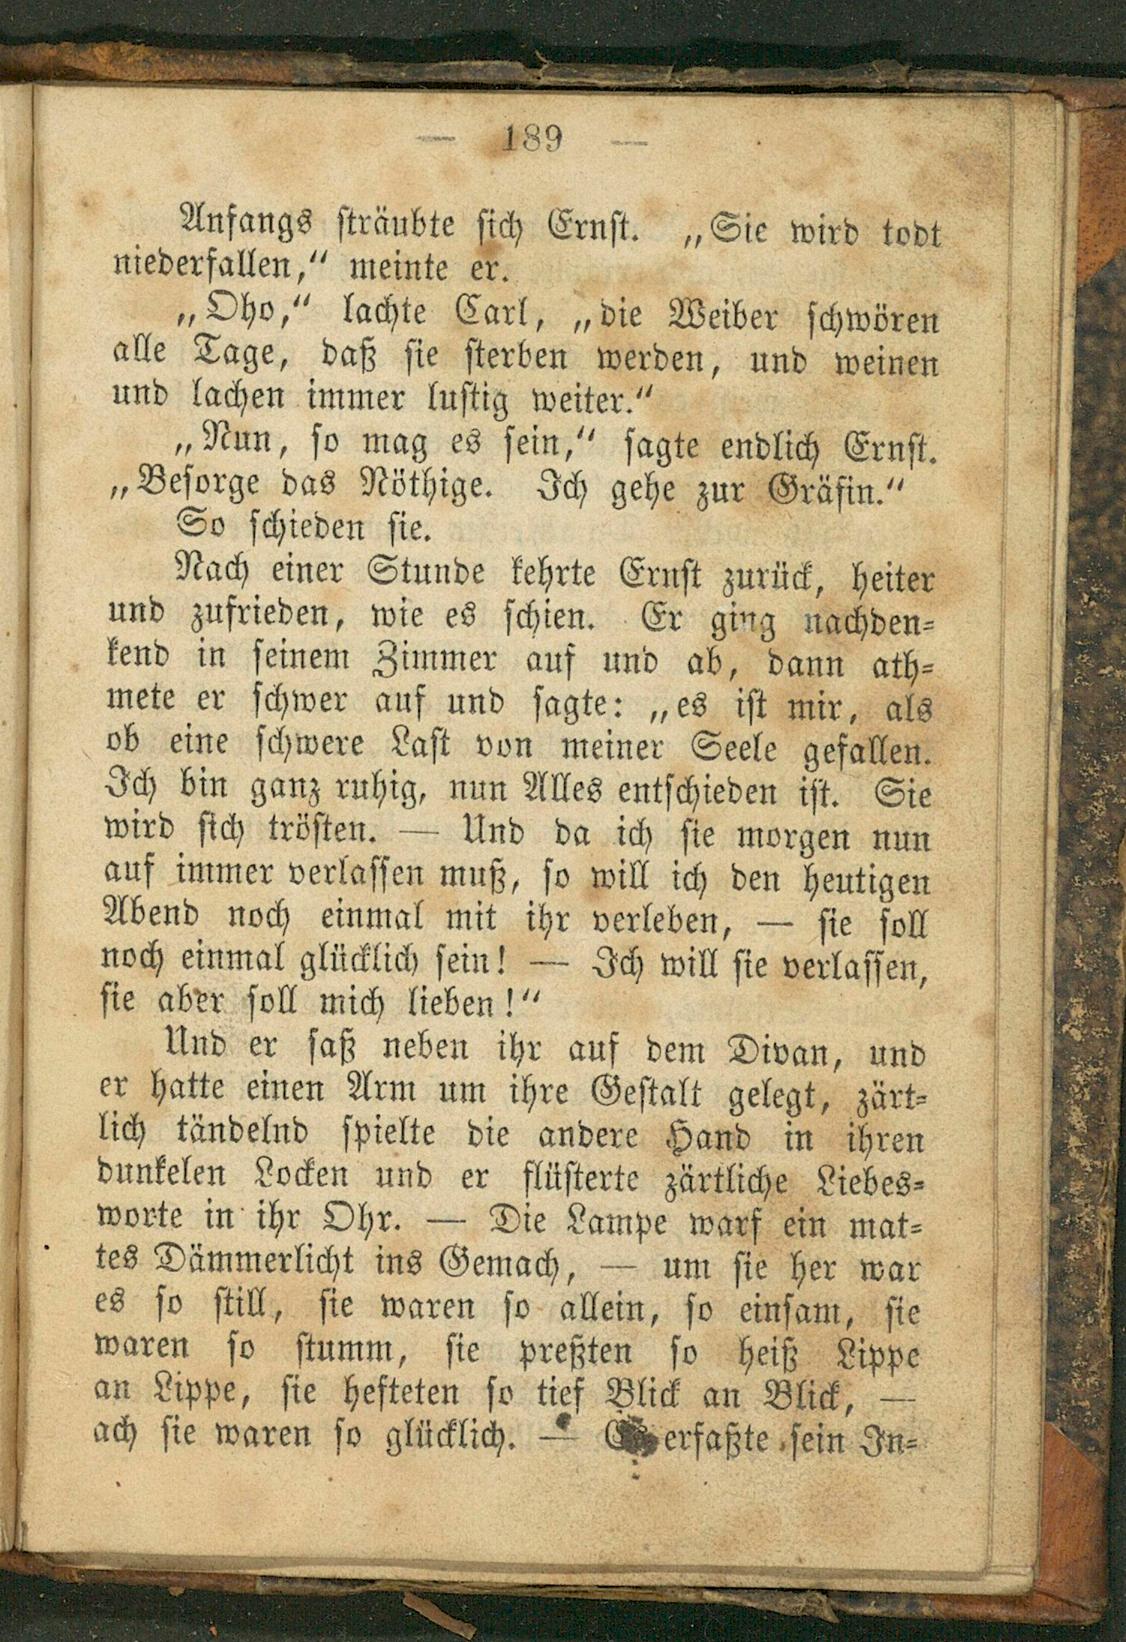 — 189 —
Anfangs sträubte sich Ernst. „Sie wird todt
niederfallen,“ meinte er.
„Oho,“ lachte Carl, „die Weiber schwören
alle Tage, daß sie sterben werden, und weinen
und lachen immer lustig weiter.“
„Nun, so mag es sein,“ sagte endlich Ernst.
„Besorge das Nöthige. Ich gehe zur Gräfin.“
So schieden sie.
Nach einer Stunde kehrte Ernst zurück, heiter
und zufrieden, wie es schien. Er ging nachden-
kend in seinem Zimmer auf und ab, dann ath-
mete er schwer auf und sagte: „es ist mir, als
ob eine schwere Last von meiner Seele gefallen.
Ich bin ganz ruhig, nun Alles entschieden ist. Sie
wird sich trösten. — Und da ich sie morgen nun
auf immer verlassen muß, so will ich den heutigen
Abend noch einmal mit ihr verleben, — sie soll
noch einmal glücklich sein! — Ich will sie verlassen,
sie aber soll mich lieben!“
Und er saß neben ihr auf dem Divan, und
er hatte einen Arm um ihre Gestalt gelegt, zärt-
lich tändelnd spielte die andere Hand in ihren
dunkelen Locken und er flüsterte zärtliche Liebes-
worte in ihr Ohr. — Die Lampe warf ein mat-
tes Dämmerlicht ins Gemach, — um sie her war
es so still, sie waren so allein, so einsam, sie
waren so stumm, sie preßten so heiß Lippe
an Lippe, sie hefteten so tief Blick an Blick, —
ach sie waren so glücklich. — erfaßte sein In-